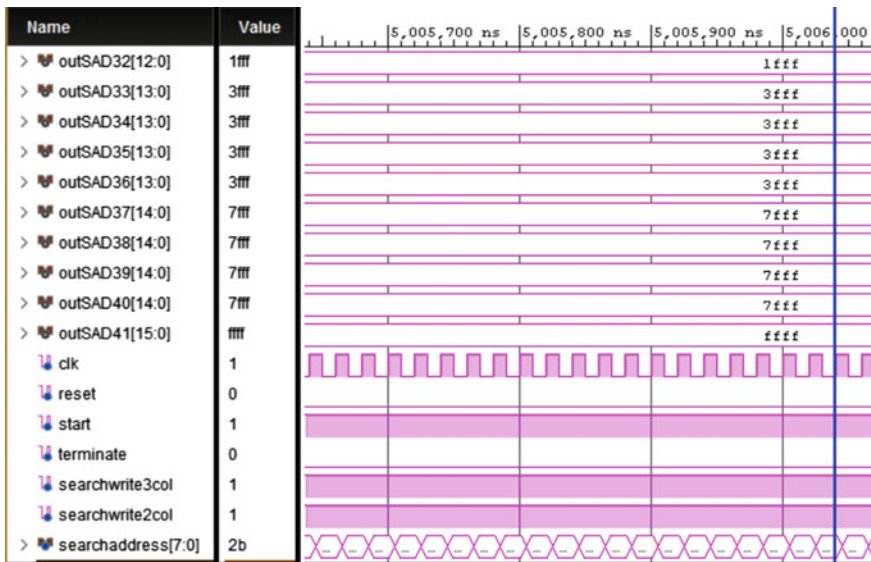 Name Value
5,005,700 ns 5,005,800 ns 5,005,900 ns 5,006,000
outSAD32[12:0] 1fff 1fff
outSAD33[13:0] 3fff 3fff
outSAD34[13:0] 3fff 3fff
outSAD35[13:0] 3fff 3fff
outSAD36[13:0] 3fff 3fff
outSAD37[14:0] 7fff 7fff
outSAD38[14:0] 7fff 7fff
outSAD39[14:0] 7fff 7fff
outSAD40[14:0] 7fff 7fff
outSAD41[15:0] ffff ffff
clk 1
reset 0
start 1
terminate 0
searchwrite3col 1
searchwrite2col 1
searchaddress[7:0] 2b ... ... ... ... ... ... ... ... ... ... ... ... ... ... ... ... ... ... ... ... ...